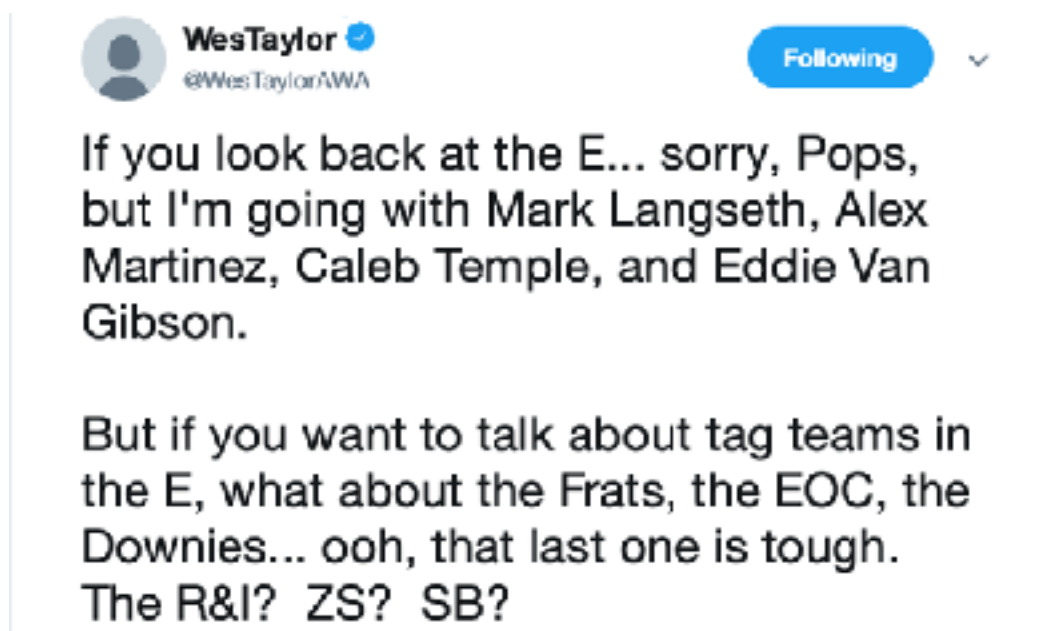 WesTaylor
@WesTaylorAWA
Following
If you look back at the E... sorry, Pops,
but I'm going with Mark Langseth, Alex
Martinez, Caleb Temple, and Eddie Van
Gibson.
But if you want to talk about tag teams in
the E, what about the Frats, the EOC, the
Downies... ooh, that last one is tough.
The R&I?  ZS?  SB?